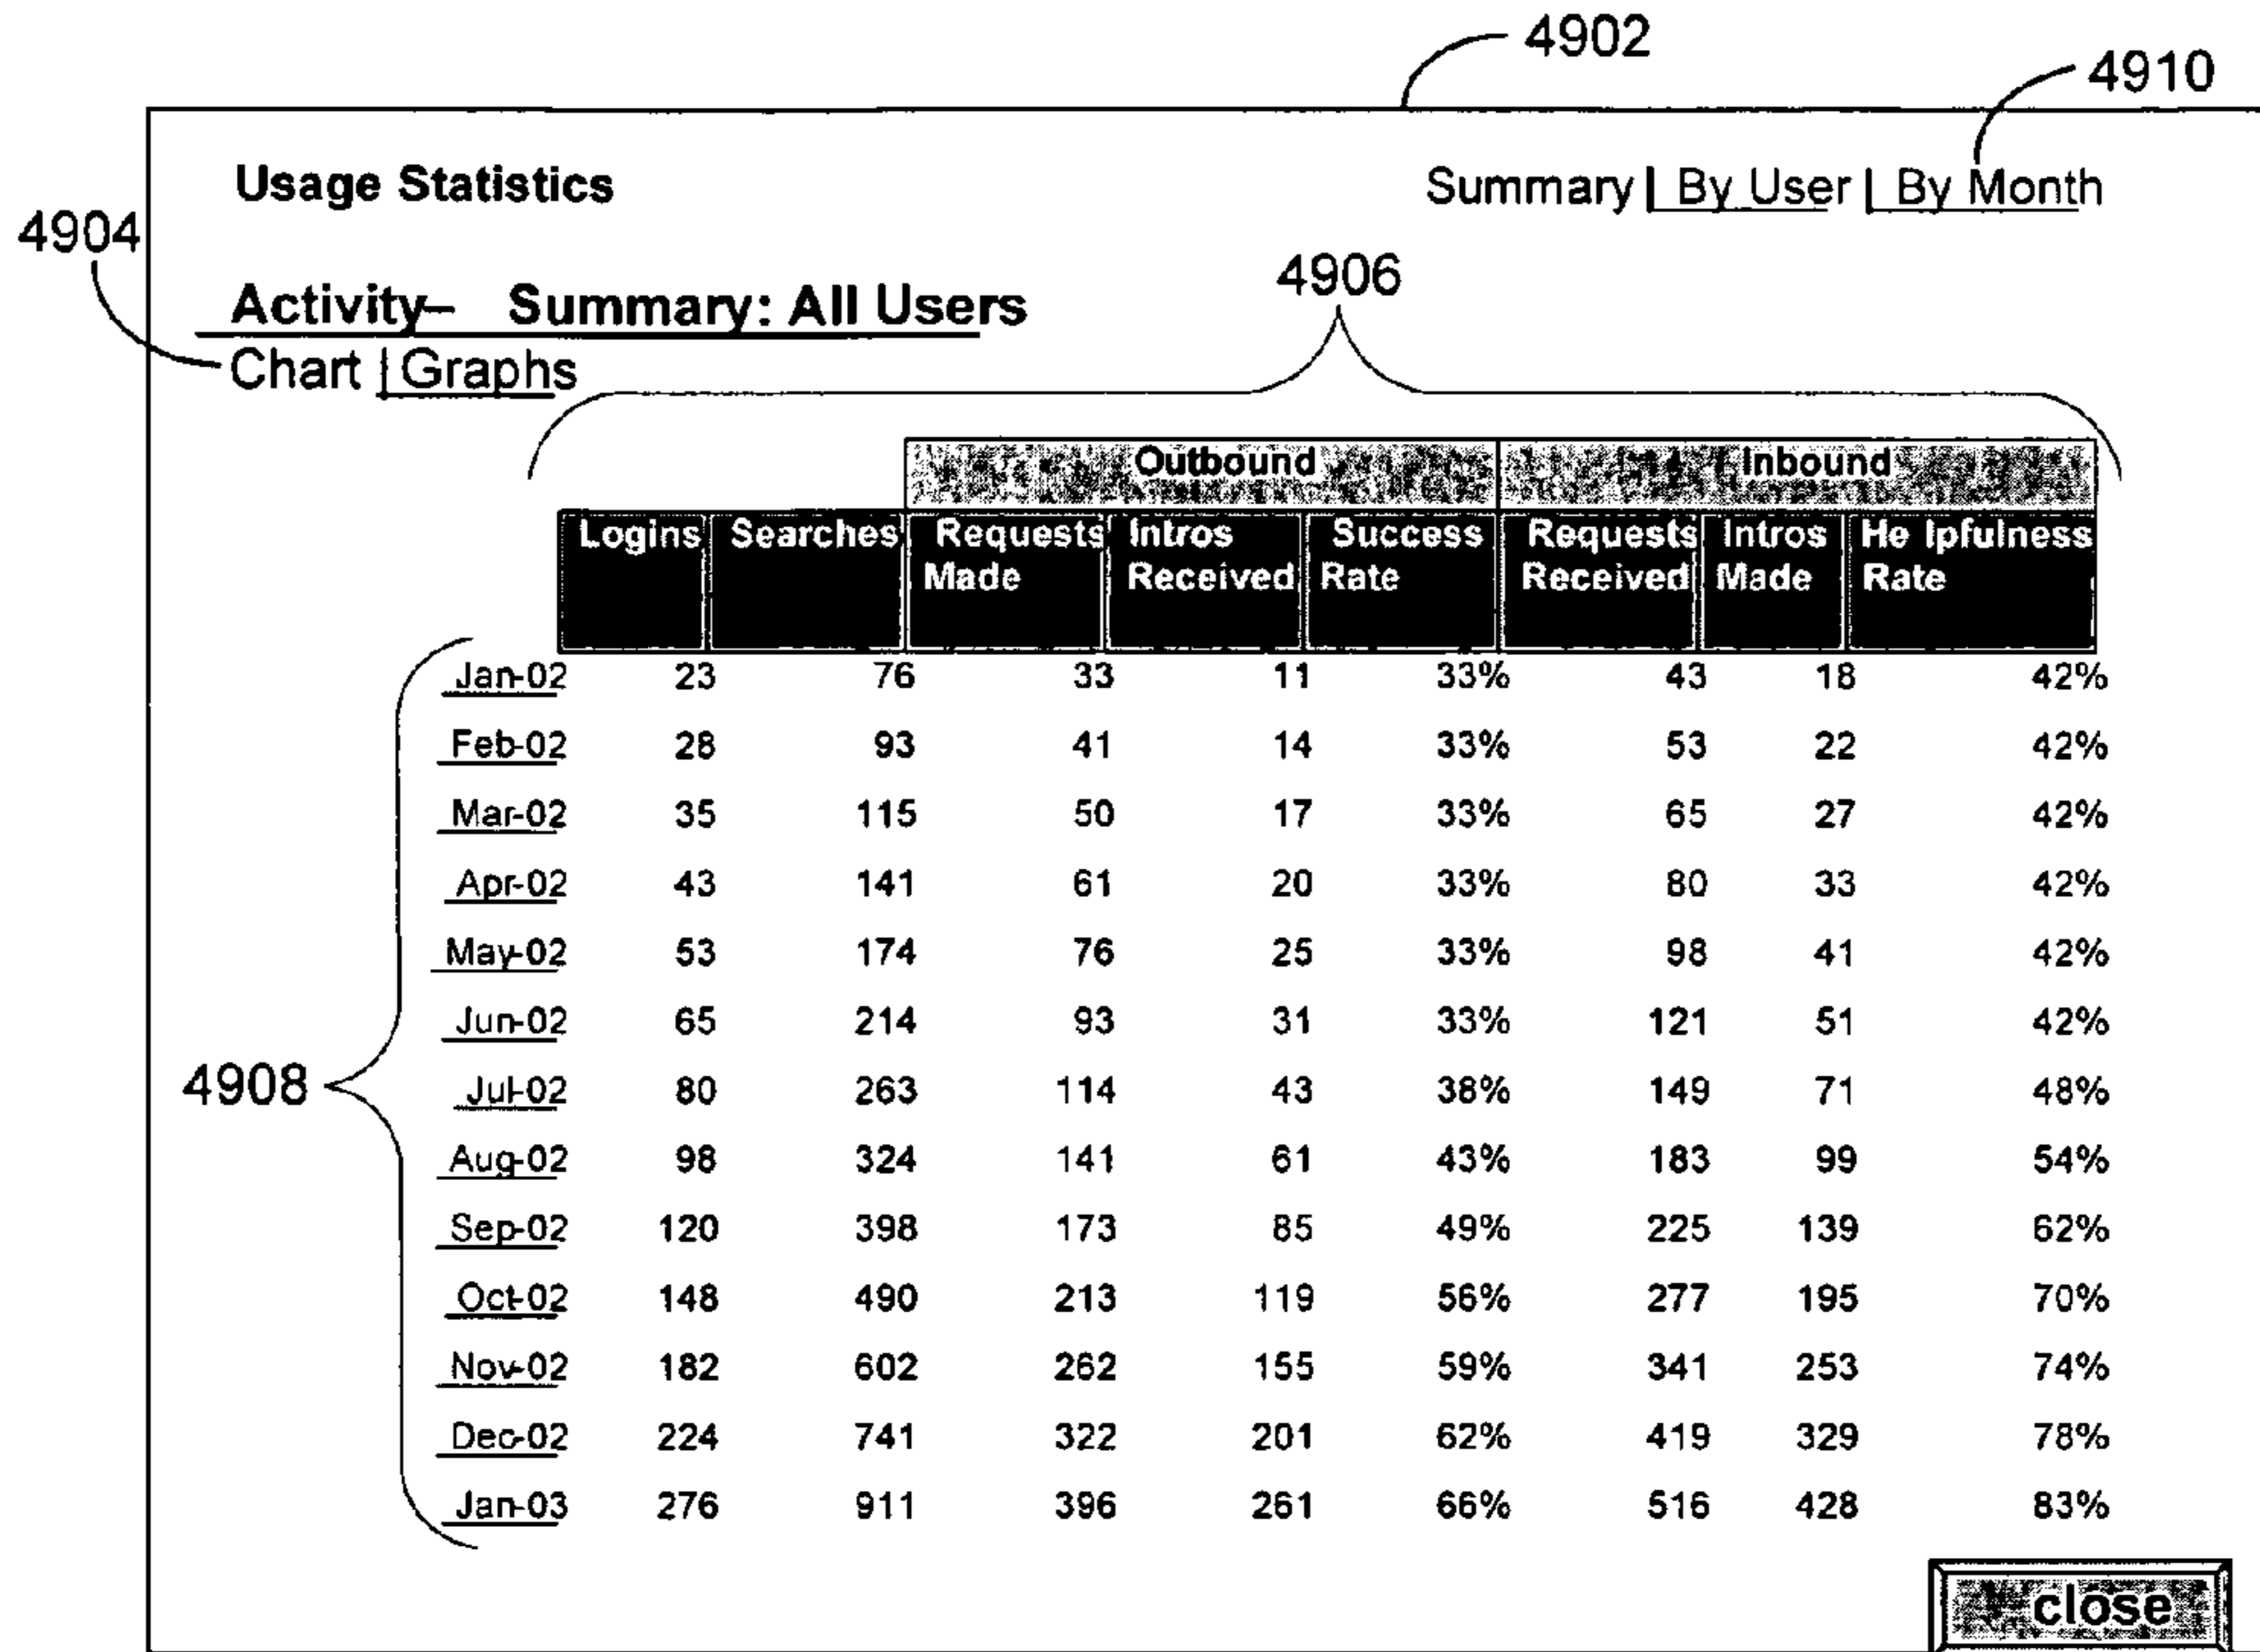 4902
4910
Usage Statistics Summary | By User | By Month
4904
4906
Activity– Summary: All Users
Chart | Graphs
Outbound Inbound
Logins Searches Requests Made Intros Received Success Rate Requests Received Intros Made He lpfulness Rate
Jan-02 23 76 33 11 33% 43 18 42%
Feb-02 28 93 41 14 33% 53 22 42%
Mar-02 35 115 50 17 33% 65 27 42%
Apr-02 43 141 61 20 33% 80 33 42%
May-02 53 174 76 25 33% 98 41 42%
Jun-02 65 214 93 31 33% 121 51 42%
4908
Jul-02 80 263 114 43 38% 149 71 48%
Aug-02 98 324 141 61 43% 183 99 54%
Sep-02 120 398 173 85 49% 225 139 62%
Oct-02 148 490 213 119 56% 277 195 70%
Nov-02 182 602 262 155 59% 341 253 74%
Dec-02 224 741 322 201 62% 419 329 78%
Jan-03 276 911 396 261 66% 516 428 83%
close